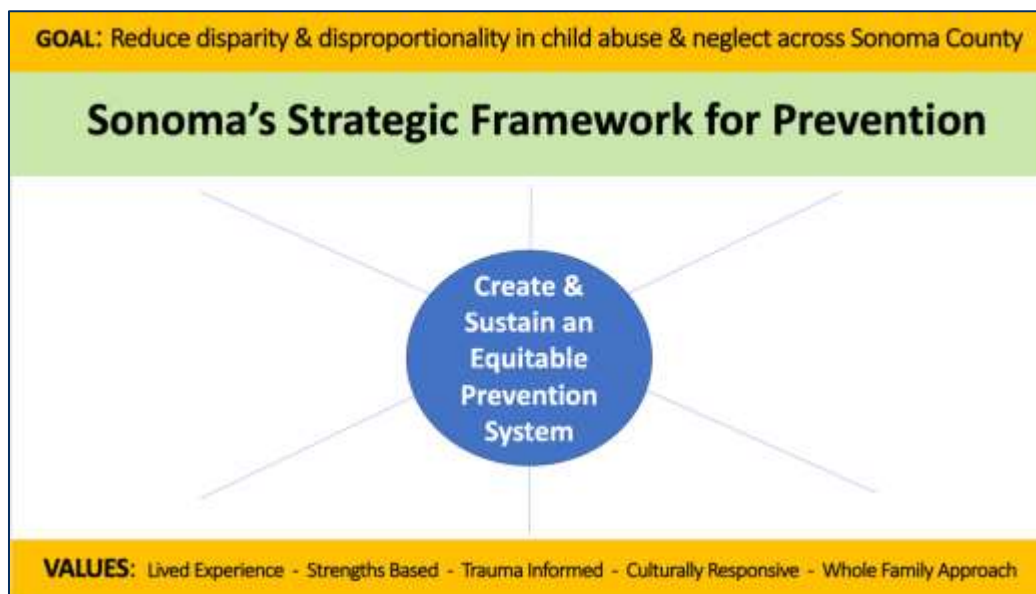 GOAL: Reduce disparity & disproportionality in child abuse & neglect across Sonoma County
Sonoma's Strategic Framework for Prevention
Create &
Sustain an
Equitable
Prevention
System
VALUES: Lived Experience - Strengths Based - Trauma Informed - Culturally Responsive - Whole Family Approach